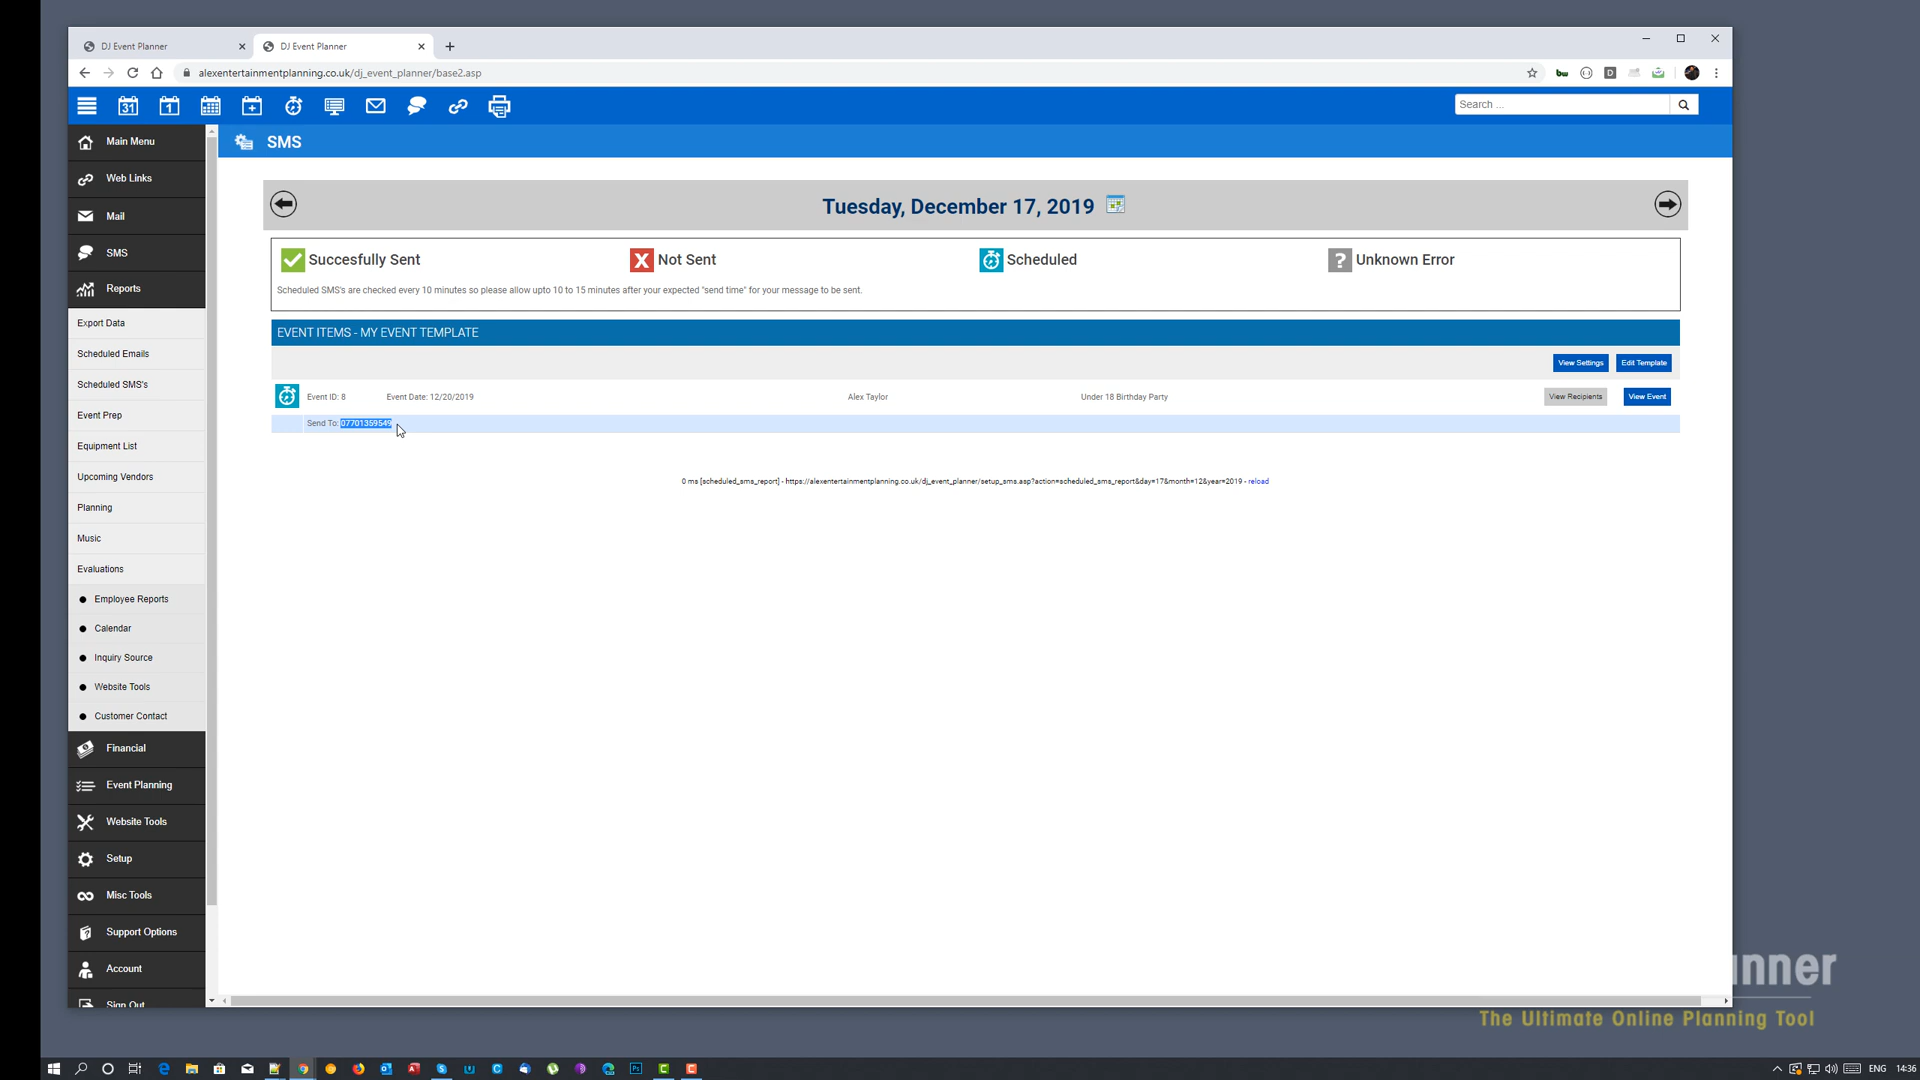 DJ Event Planner
DJ Event Planner
alexentertainmentplanning.co.uk/dj_event_planner/base2.asp
Search ...
Main Menu
Web Links
Mail
SMS
Reports
Export Data
Scheduled Emails
Scheduled SMS's
Event Prep
Equipment List
Upcoming Vendors
Planning
Music
Evaluations
Employee Reports
Calendar
Inquiry Source
Website Tools
Customer Contact
Financial
Event Planning
Website Tools
Setup
Misc Tools
Support Options
Account
Sign Out
SMS
Tuesday, December 17, 2019
Succesfully Sent Not Sent Scheduled Unknown Error
Scheduled SMS's are checked every 10 minutes so please allow upto 10 to 15 minutes after your expected "send time" for your message to be sent.
EVENT ITEMS - MY EVENT TEMPLATE
View Settings Edit Template
Event ID: 8 Event Date: 12/20/2019 Alex Taylor Under 18 Birthday Party View Recipients View Event
Send To: 07701359549
0 ms [scheduled_sms_report] - https://alexentertainmentplanning.co.uk/dj_event_planner/setup_sms.asp?action=scheduled_sms_report&day=17&month=12&year=2019 - reload
nner
The Ultimate Online Planning Tool
ENG 14:36